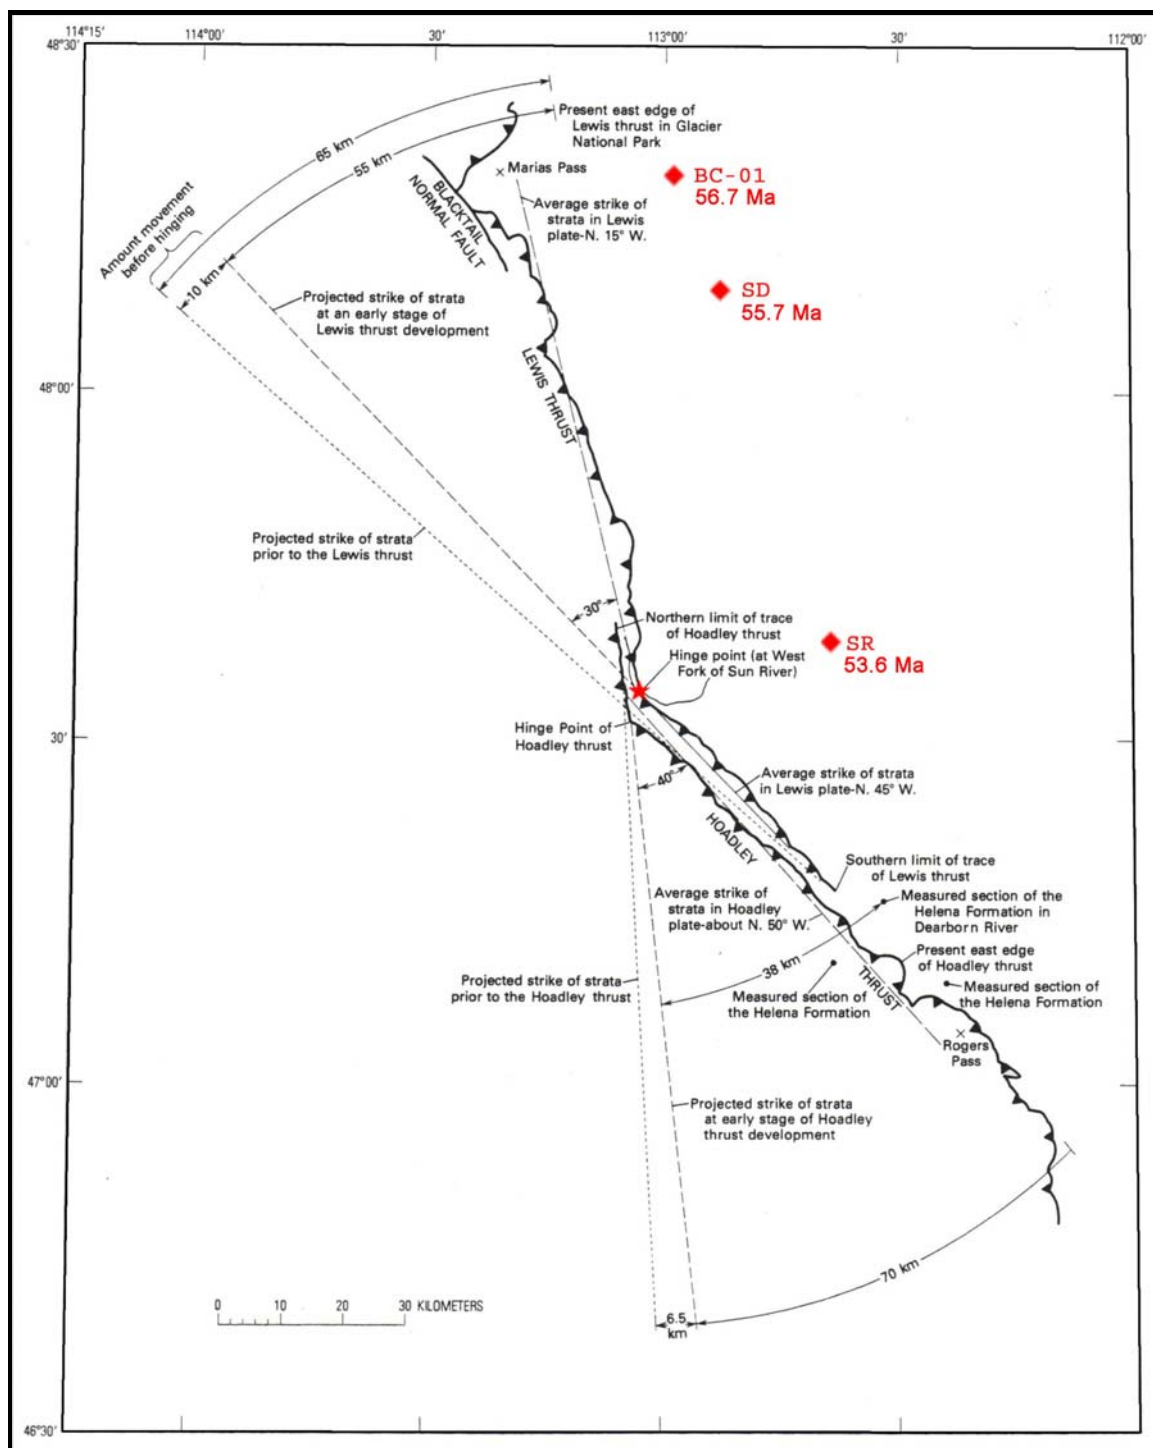 114°15'
114°00'
30'
113°00'
30'
112°00'
48°30'
Present east edge of
Lewis thrust in Glacier
National Park
65 km
55 km
Marias Pass
BC-01
56.7 Ma
BLACKTAIL
NORMAL FAULT
Average strike of
strata in Lewis
plate-N. 15° W.
Amount movement
before hinging
10 km
SD
55.7 Ma
Projected strike of strata
at an early stage of
Lewis thrust development
LEWIS THRUST
48°00'
Projected strike of strata
prior to the Lewis thrust
30°
Northern limit of trace
of Hoadley thrust
Hinge point (at West
Fork of Sun River)
SR
53.6 Ma
Hinge Point of
Hoadley thrust
30'
40°
Average strike of strata
in Lewis plate-N. 45° W.
HOADLEY
THRUST
Southern limit of trace
of Lewis thrust
Average strike of
strata in Hoadley
plate-about N. 50° W.
Measured section of the
Helena Formation in
Dearborn River
Present east edge
of Hoadley thrust
38 km
Projected strike of strata
prior to the Hoadley thrust
Measured section of
the Helena Formation
Measured section of
the Helena Formation
Rogers
Pass
47°00'
Projected strike of strata
at early stage of Hoadley
thrust development
70 km
0 10 20 30 KILOMETERS
6.5
km
46°30'